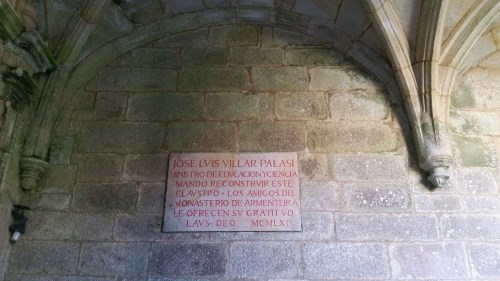 JOSE LVIS VILLAR PALASI
MINISTRO DE EDVCACION Y CIENCIA
MANDO RECONSTRVIR ESTE
CLAVSTRO · LOS AMIGOS DEL
MONASTERIO DE ARMENTEIRA
LE OFRECEN SV GRATITVD
LAVS · DEO